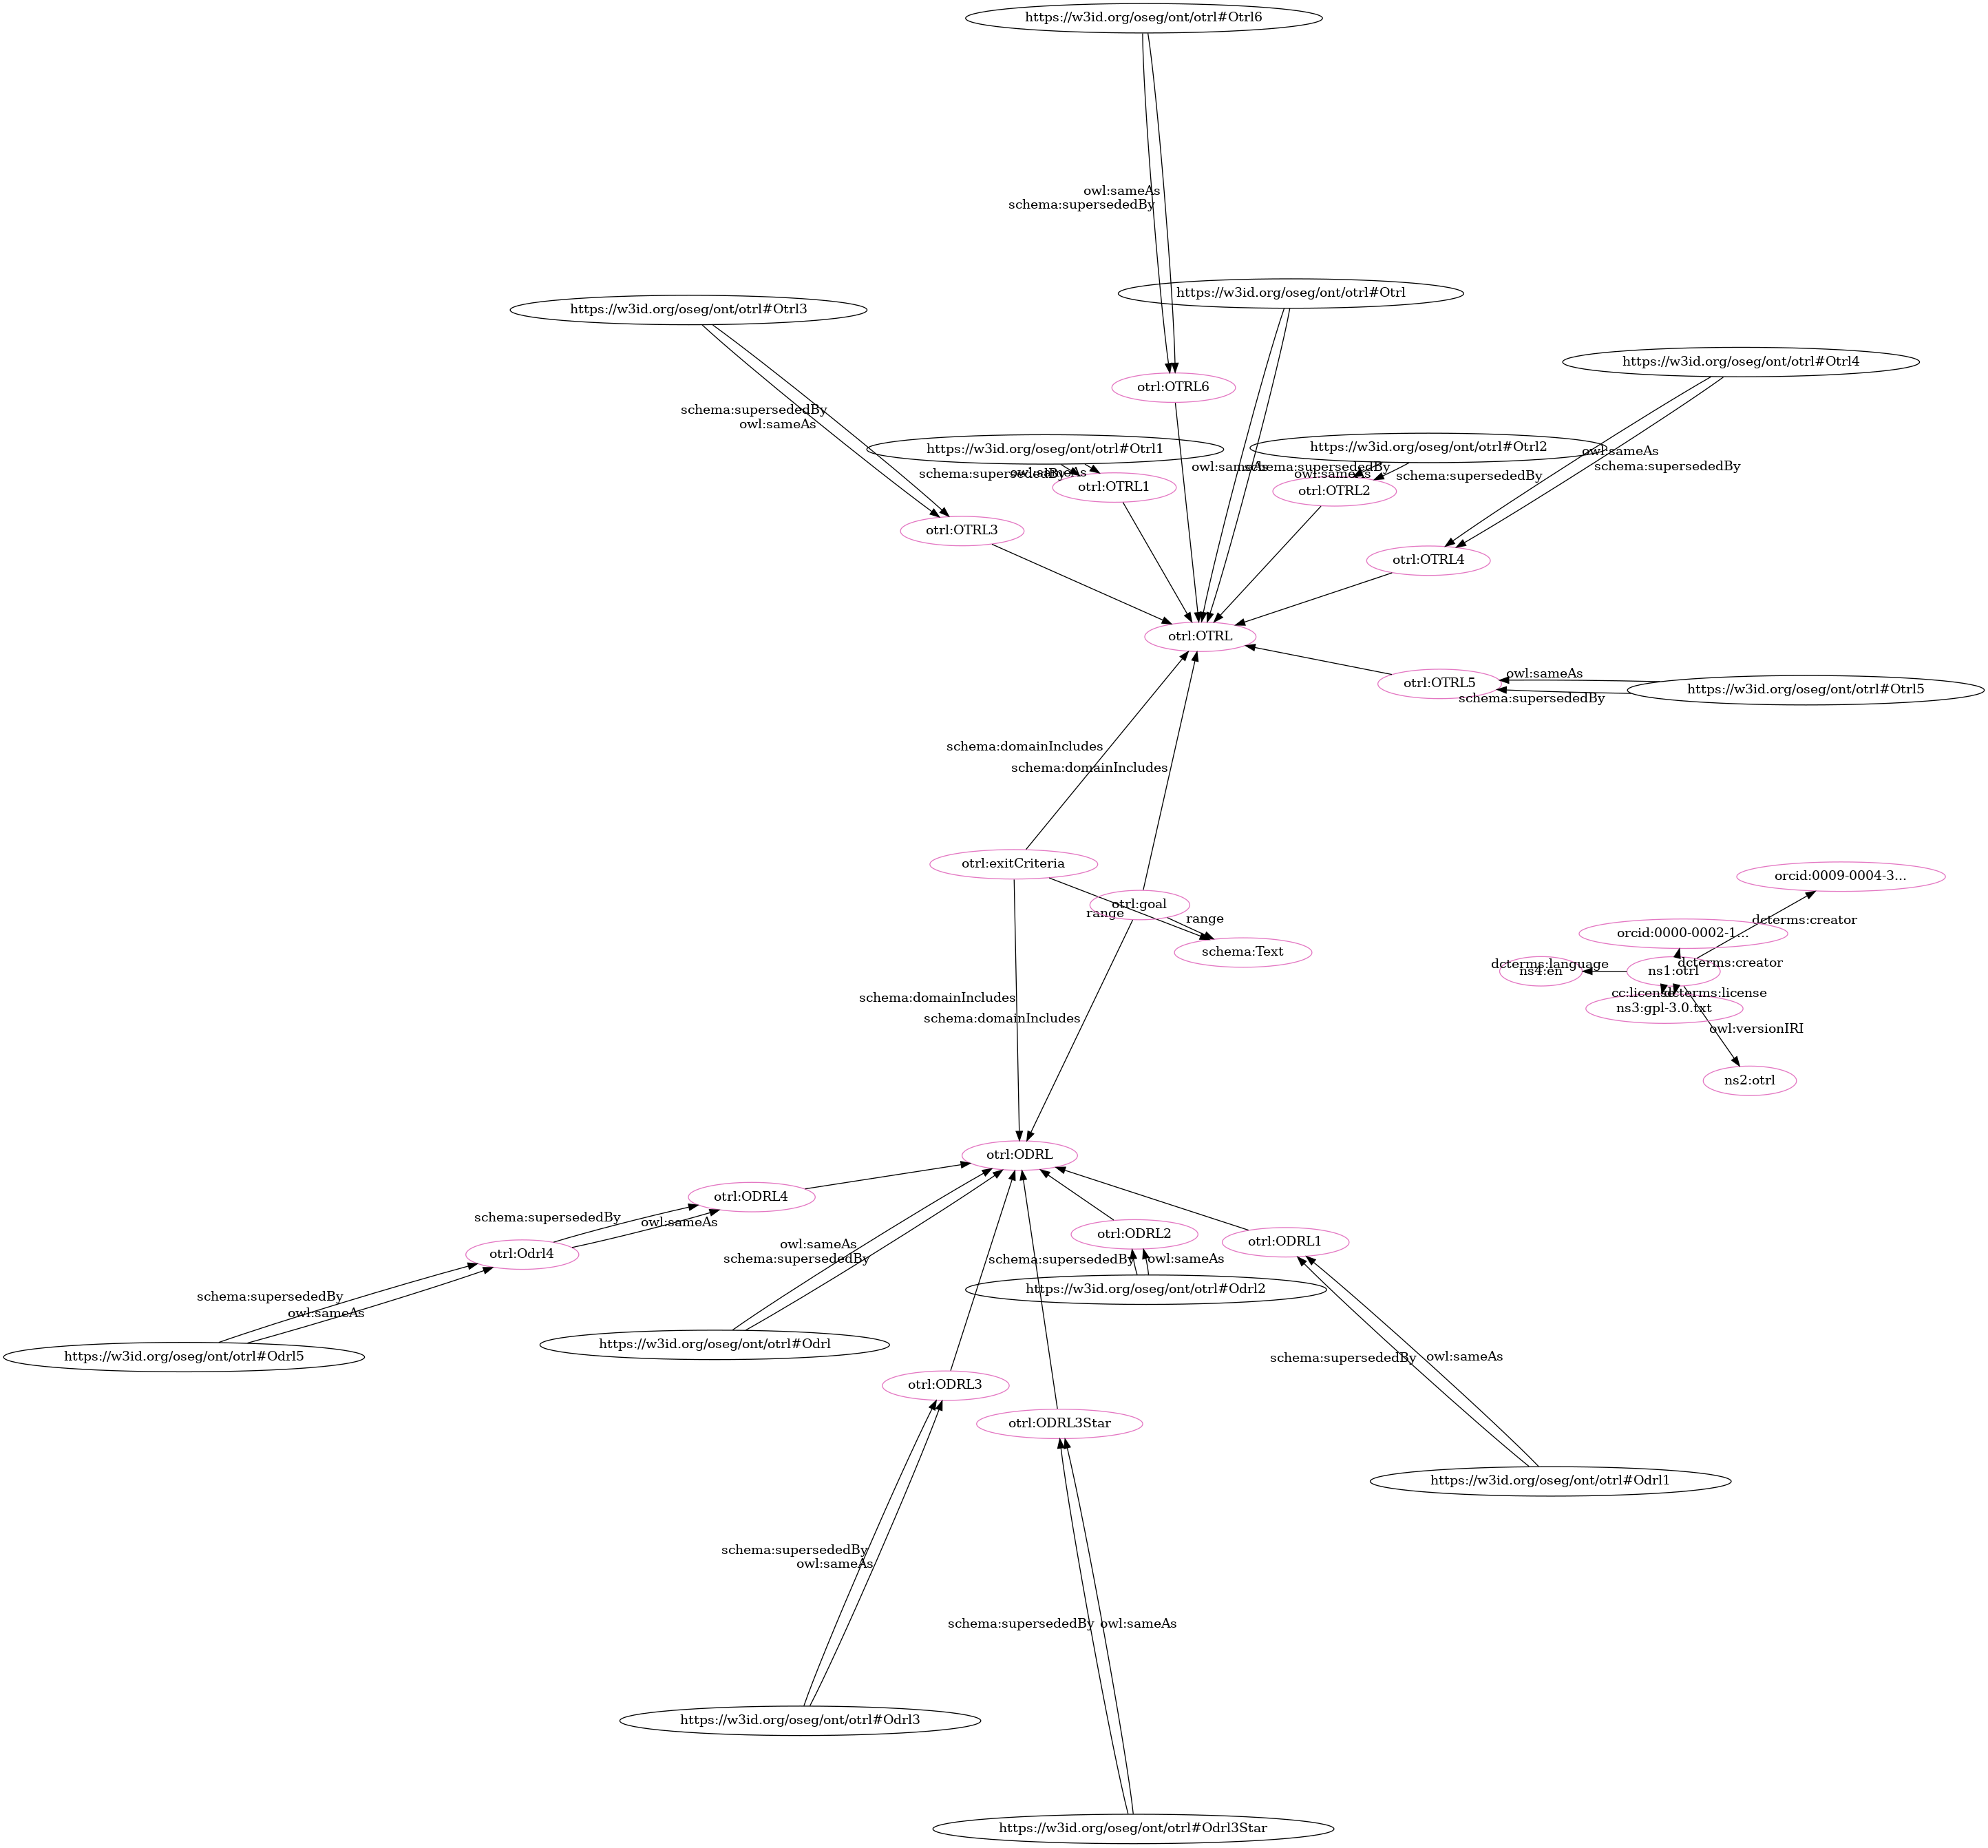 https://w3id.org/oseg/ont/otrl#Otrl6
owl:sameAs
schema:supersededBy
https://w3id.org/oseg/ont/otrl#Otrl
https://w3id.org/oseg/ont/otrl#Otrl3
https://w3id.org/oseg/ont/otrl#Otrl4
otrl:OTRL6
schema:supersededBy
owl:sameAs
https://w3id.org/oseg/ont/otrl#Otrl1
https://w3id.org/oseg/ont/otrl#Otrl2
owl:sameAs
schema:supersededBy
schema:supersededBy
owl:sameAs
owl:sameAs
schema:supersededBy
owl:sameAs
schema:supersededBy
otrl:OTRL1
otrl:OTRL2
otrl:OTRL3
otrl:OTRL4
otrl:OTRL
otrl:OTRL5
owl:sameAs
schema:supersededBy
https://w3id.org/oseg/ont/otrl#Otrl5
schema:domainIncludes
schema:domainIncludes
otrl:exitCriteria
otrl:goal
range
range
schema:Text
orcid:0009-0004-3...
dcterms:creator
orcid:0000-0002-1...
dcterms:creator
dcterms:language
ns4:en
ns1:otrl
cc:license
dcterms:license
ns3:gpl-3.0.txt
owl:versionIRI
ns2:otrl
schema:domainIncludes
schema:domainIncludes
otrl:ODRL
otrl:ODRL4
schema:supersededBy
owl:sameAs
otrl:Odrl4
owl:sameAs
schema:supersededBy
otrl:ODRL2
otrl:ODRL1
schema:supersededBy
owl:sameAs
https://w3id.org/oseg/ont/otrl#Odrl2
schema:supersededBy
owl:sameAs
https://w3id.org/oseg/ont/otrl#Odrl5
https://w3id.org/oseg/ont/otrl#Odrl
schema:supersededBy
owl:sameAs
otrl:ODRL3
otrl:ODRL3Star
https://w3id.org/oseg/ont/otrl#Odrl1
schema:supersededBy
owl:sameAs
schema:supersededBy
owl:sameAs
https://w3id.org/oseg/ont/otrl#Odrl3
https://w3id.org/oseg/ont/otrl#Odrl3Star